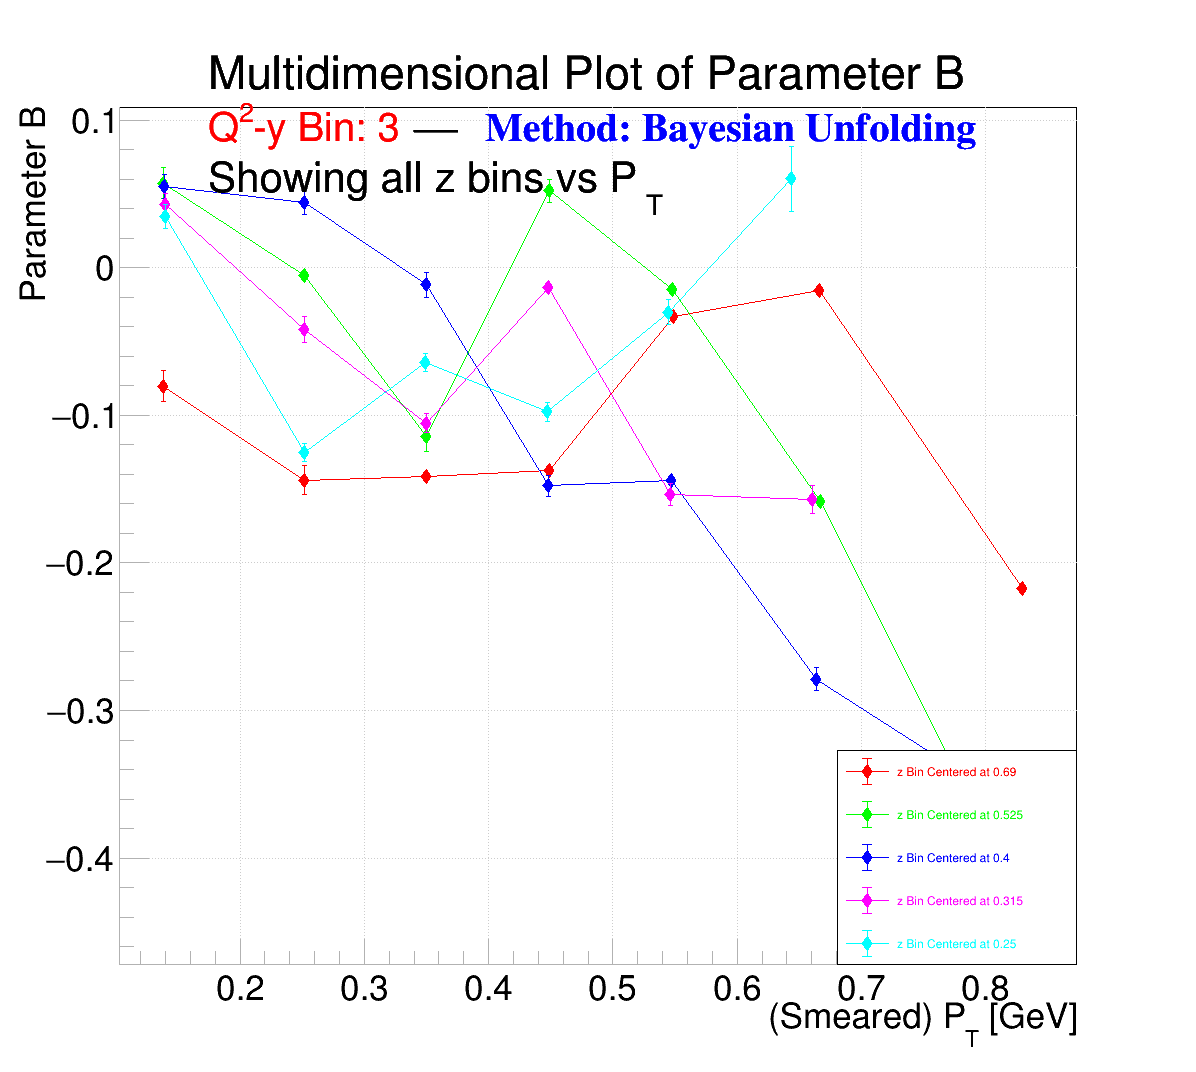 Multidimensional Plot of Parameter B
Q²-y Bin: 3 — Method: Bayesian Unfolding
Showing all z bins vs P_T
Parameter B
0.1
0
−0.1
−0.2
−0.3
−0.4
z Bin Centered at 0.69
z Bin Centered at 0.525
z Bin Centered at 0.4
z Bin Centered at 0.315
z Bin Centered at 0.25
0.2 0.3 0.4 0.5 0.6 0.7 0.8
(Smeared) P_T [GeV]